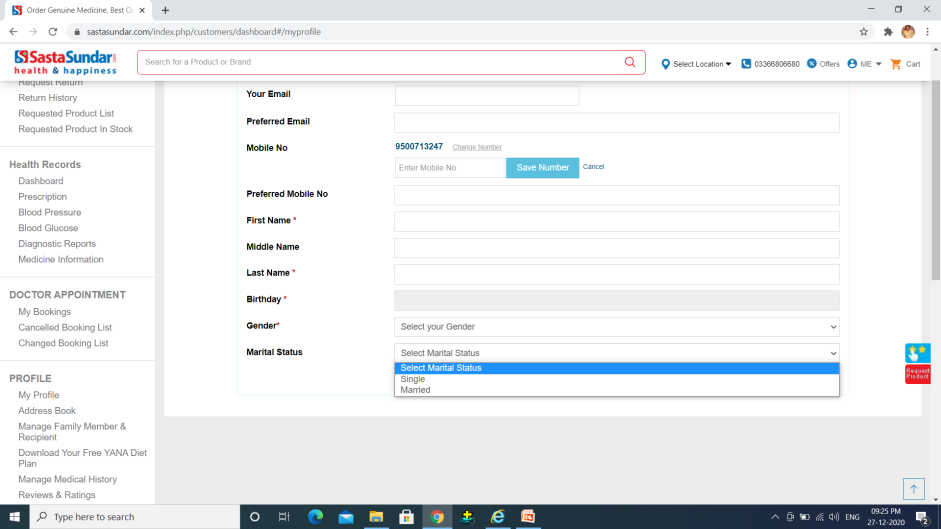 Order Genuine Medicine, Best O
sastasundar.com/index.php/customers/dashboard#/myprofile
SastaSundar
health & happiness
Search for a Product or Brand
Select Location
03366806680
Offers
ME
Cart
Request Return
Return History
Requested Product List
Requested Product In Stock
Health Records
Dashboard
Prescription
Blood Pressure
Blood Glucose
Diagnostic Reports
Medicine Information
DOCTOR APPOINTMENT
My Bookings
Cancelled Booking List
Changed Booking List
PROFILE
My Profile
Address Book
Manage Family Member &
Recipient
Download Your Free YANA Diet
Plan
Manage Medical History
Reviews & Ratings
Your Email
Preferred Email
Mobile No
9500713247 Change Number
Enter Mobile No Save Number Cancel
Preferred Mobile No
First Name *
Middle Name
Last Name *
Birthday *
Gender* Select your Gender
Marital Status Select Marital Status
Select Marital Status
Single
Married
Request
Product
Type here to search
ENG
09:25 PM
27-12-2020
2